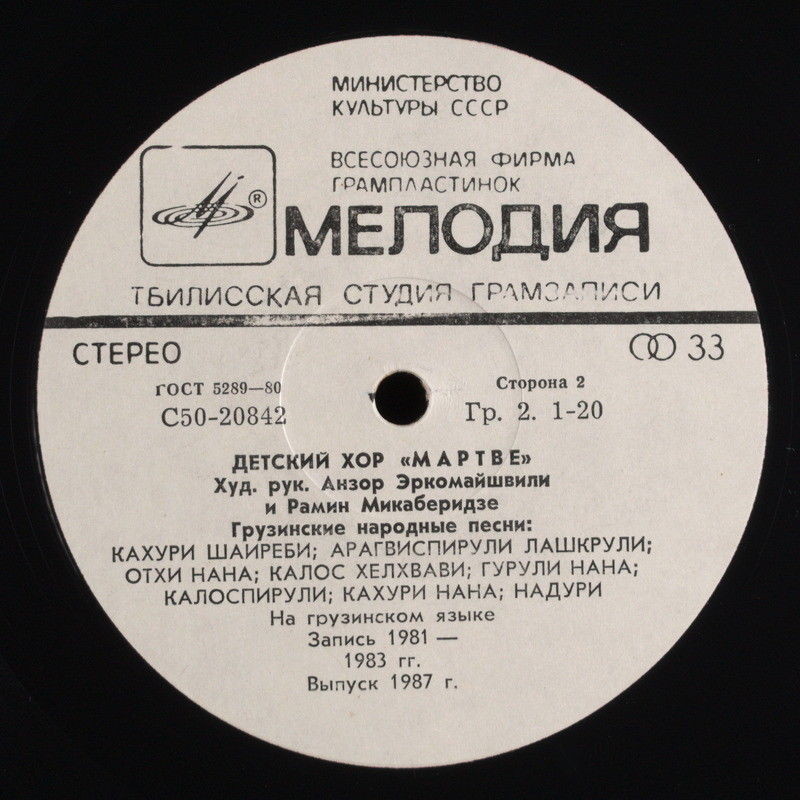 МИНИСТЕРСТВО
КУЛЬТУРЫ СССР
ВСЕСОЮЗНАЯ ФИРМА
ГРАМПЛАСТИНОК
®
МЕЛОДИЯ
ТБИЛИССКАЯ СТУДИЯ ГРАМЗАПИСИ
СТЕРЕО
33
ГОСТ 5289—80
Сторона 2
С50-20842
Гр. 2. 1-20
ДЕТСКИЙ ХОР «МАРТВЕ»
Худ. рук. Анзор Эркомайшвили
и Рамин Микаберидзе
Грузинские народные песни:
КАХУРИ ШАИРЕБИ; АРАГВИСПИРУЛИ ЛАШКРУЛИ;
ОТХИ НАНА; КАЛОС ХЕЛХВАВИ; ГУРУЛИ НАНА;
КАЛОСПИРУЛИ; КАХУРИ НАНА; НАДУРИ
На грузинском языке
Запись 1981 —
1983 гг.
Выпуск 1987 г.